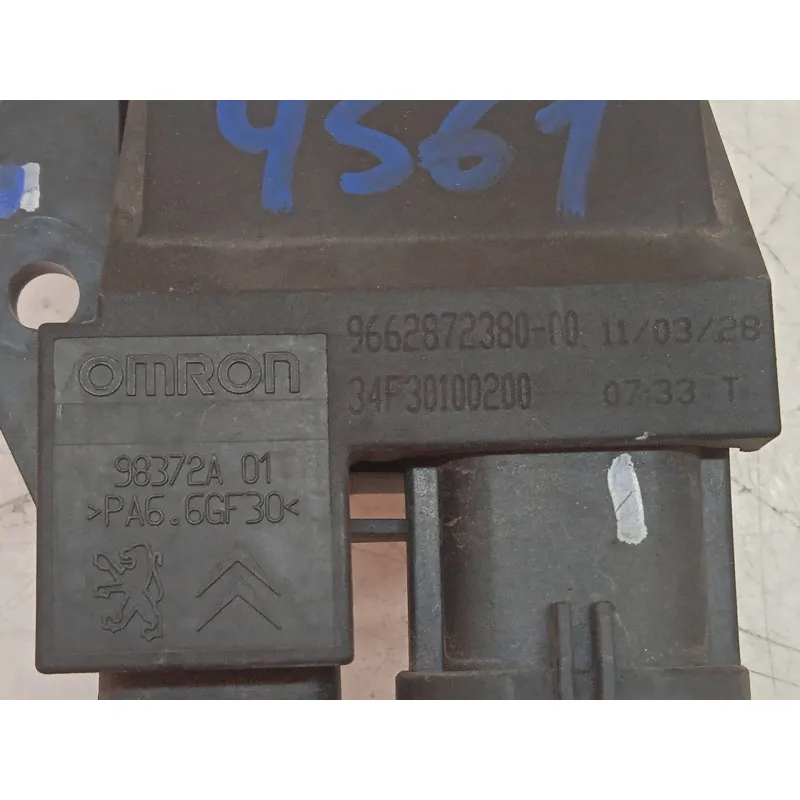 4561
9662872380-00 11/03/28
34F30100200 07:33 T
OMRON
98372A 01
>PA6.6GF30<